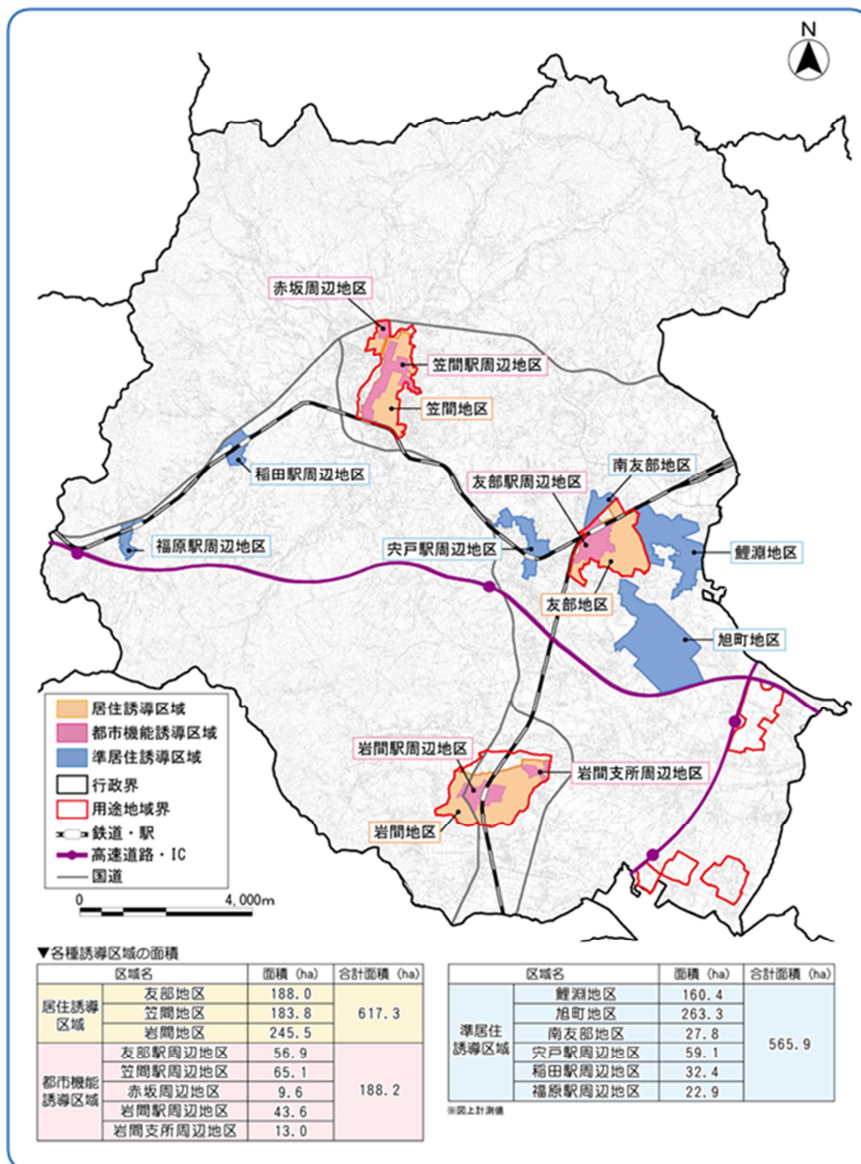 N
赤坂周辺地区
笠間駅周辺地区
笠間地区
南友部地区
稲田駅周辺地区
友部駅周辺地区
福原駅周辺地区
宍戸駅周辺地区
鯉淵地区
友部地区
旭町地区
居住誘導区域
都市機能誘導区域
準居住誘導区域
行政界
用途地域界
鉄道・駅
高速道路・IC
国道
0 4,000m
岩間駅周辺地区
岩間支所周辺地区
岩間地区
▼各種誘導区域の面積
区域名 面積 (ha) 合計面積 (ha)
居住誘導区域 友部地区 188.0 617.3
笠間地区 183.8
岩間地区 245.5
都市機能誘導区域 友部駅周辺地区 56.9 188.2
笠間駅周辺地区 65.1
赤坂周辺地区 9.6
岩間駅周辺地区 43.6
岩間支所周辺地区 13.0
区域名 面積 (ha) 合計面積 (ha)
準居住誘導区域 鯉淵地区 160.4 565.9
旭町地区 263.3
南友部地区 27.8
宍戸駅周辺地区 59.1
稲田駅周辺地区 32.4
福原駅周辺地区 22.9
※図上計測値